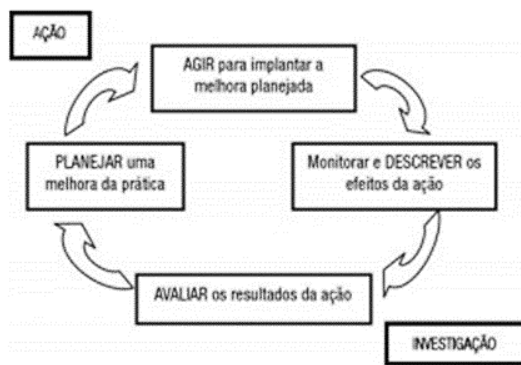 AÇÃO
AGIR para implantar a
melhora planejada
PLANEJAR uma
melhora da prática
Monitorar e DESCREVER os
efeitos da ação
AVALIAR os resultados da ação
INVESTIGAÇÃO